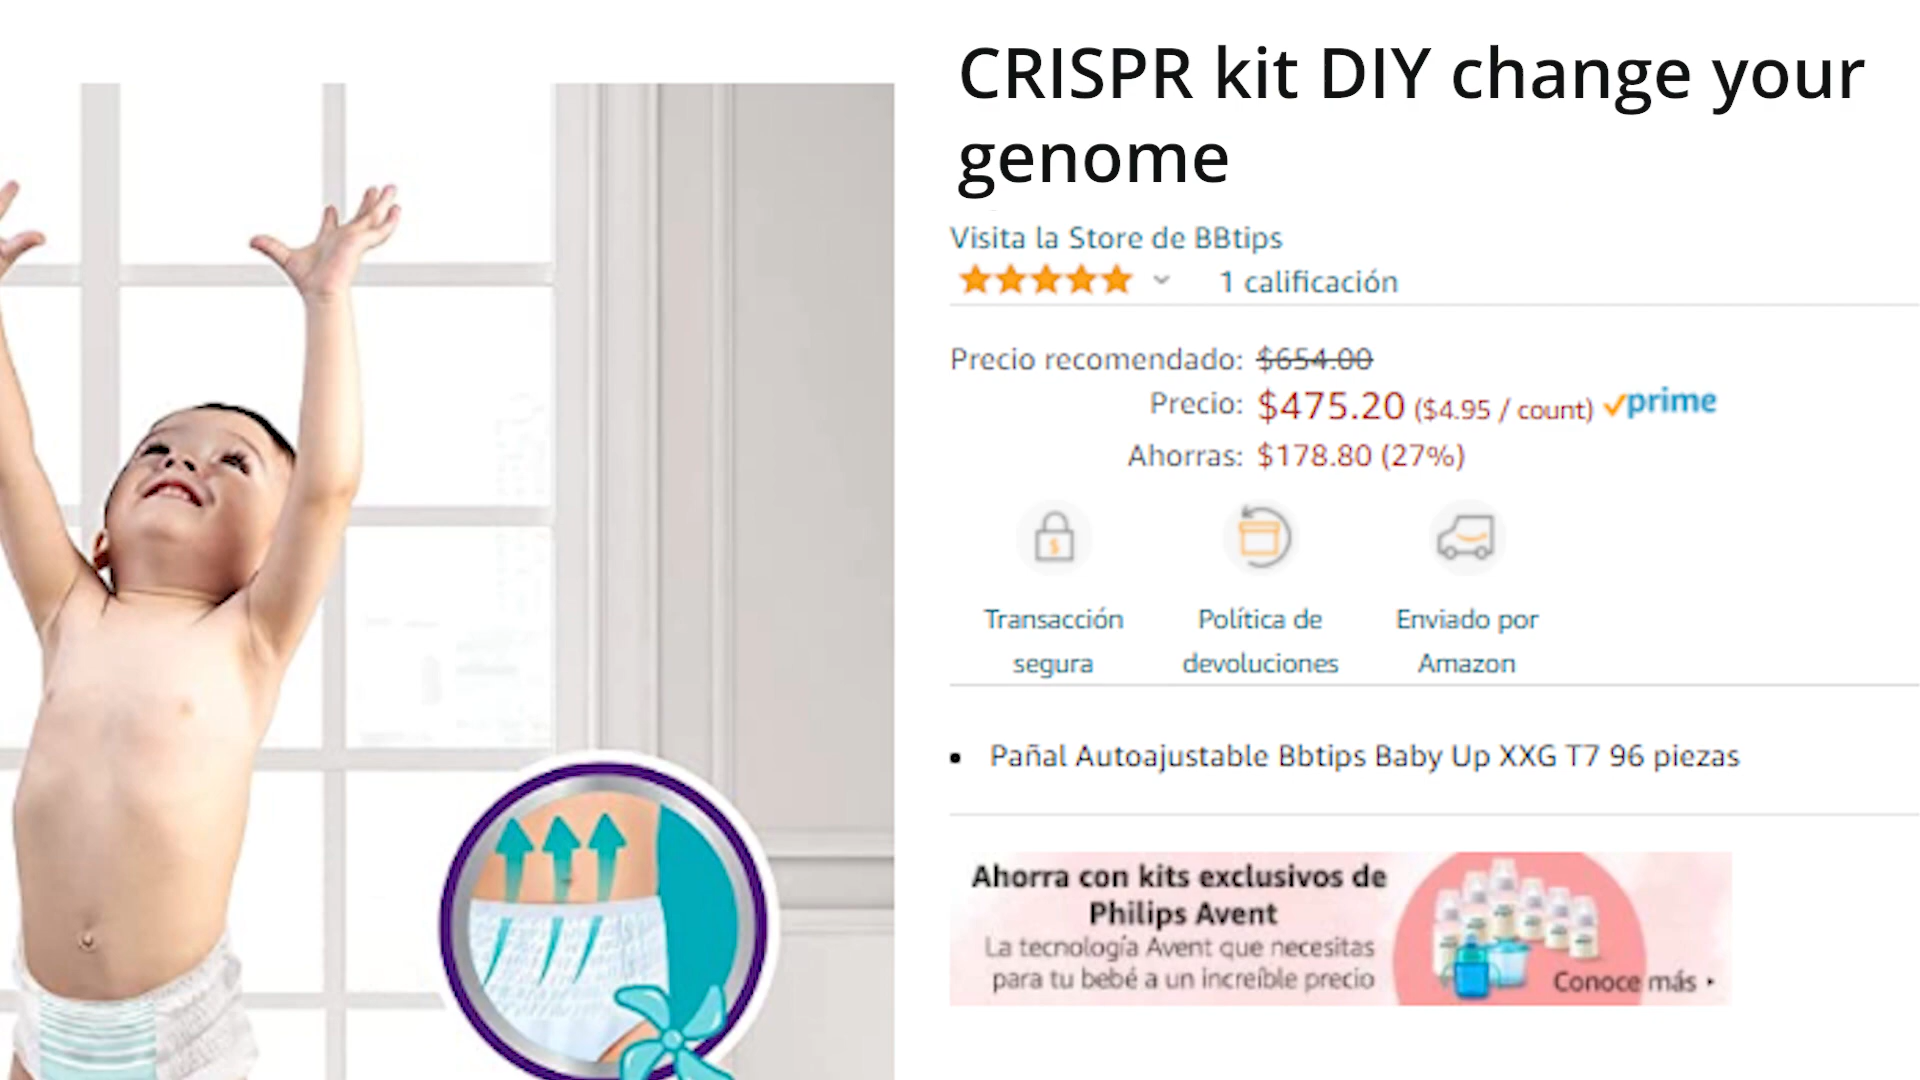 CRISPR kit DIY change your
genome
Visita la Store de BBtips
1 calificación
Precio recomendado: $654.00
Precio: $475.20 ($4.95 / count) prime
Ahorras: $178.80 (27%)
$
Transacción
segura
Política de
devoluciones
Enviado por
Amazon
• Pañal Autoajustable Bbtips Baby Up XXG T7 96 piezas
Ahorra con kits exclusivos de
Philips Avent
La tecnología Avent que necesitas
para tu bebé a un increíble precio
Conoce más